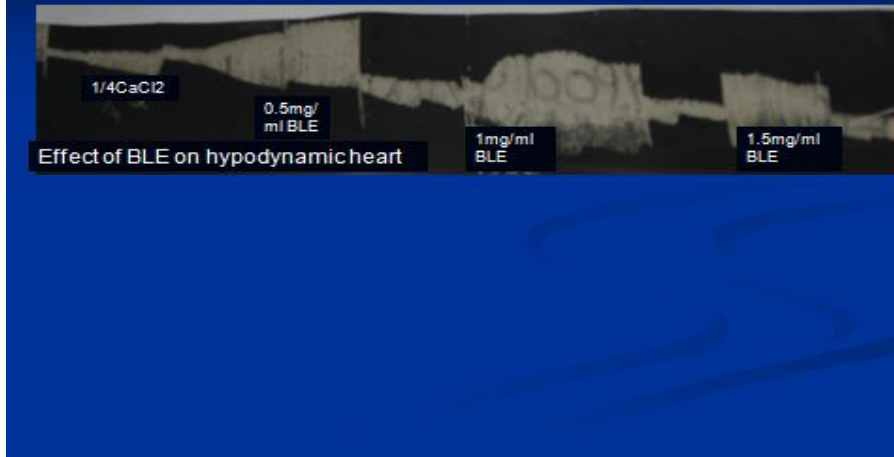 1/4CaCl2
0.5mg/
ml BLE
1mg/ml
BLE
1.5mg/ml
BLE
Effect of BLE on hypodynamic heart